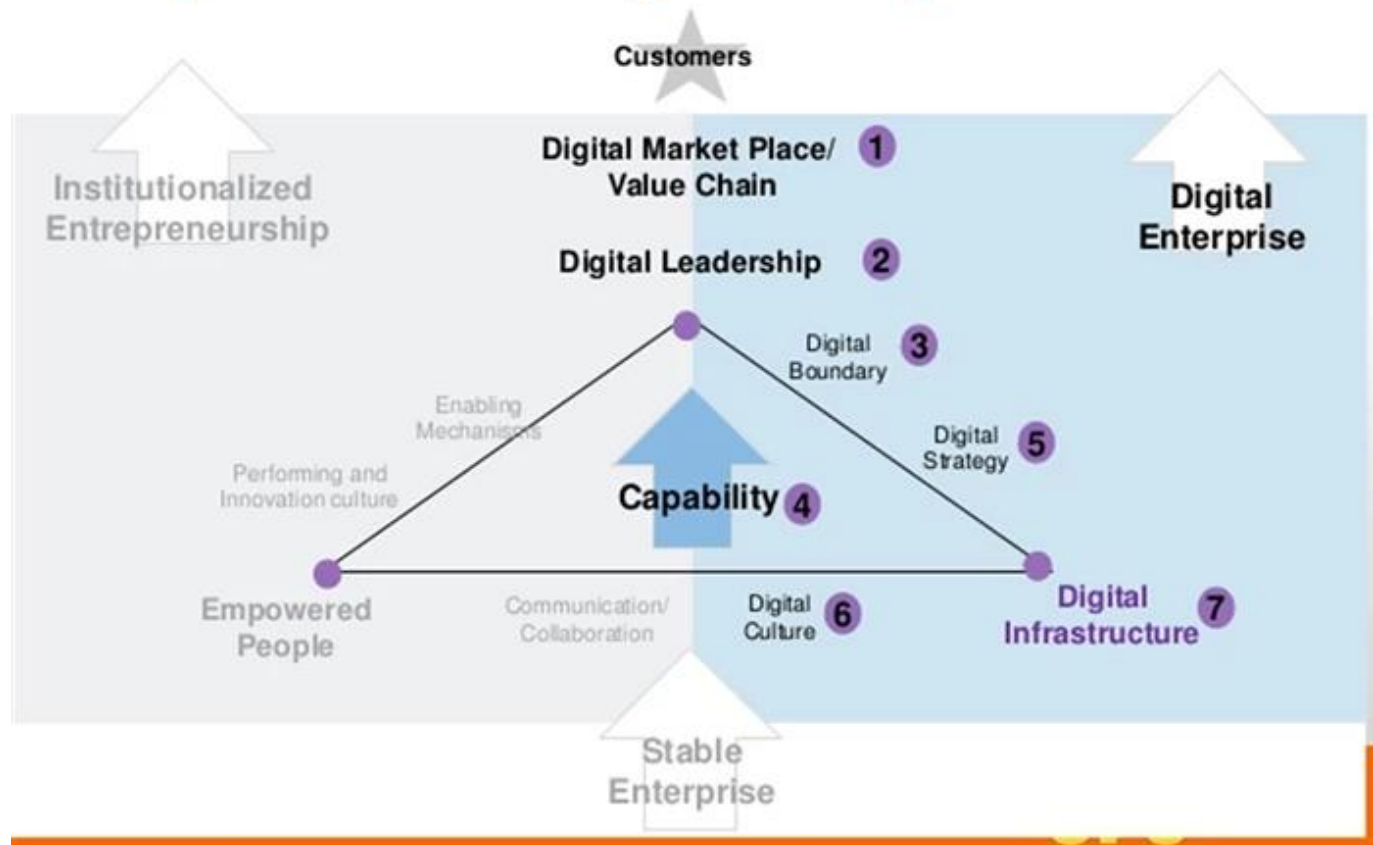 Customers
Digital Market Place/ 1
Value Chain
Institutionalized
Entrepreneurship
Digital
Enterprise
Digital Leadership 2
Digital 3
Boundary
Enabling
Mechanisms
Digital 5
Strategy
Performing and
Innovation culture
Capability 4
Empowered
People
Communication/
Collaboration
Digital 6
Culture
Digital 7
Infrastructure
Stable
Enterprise